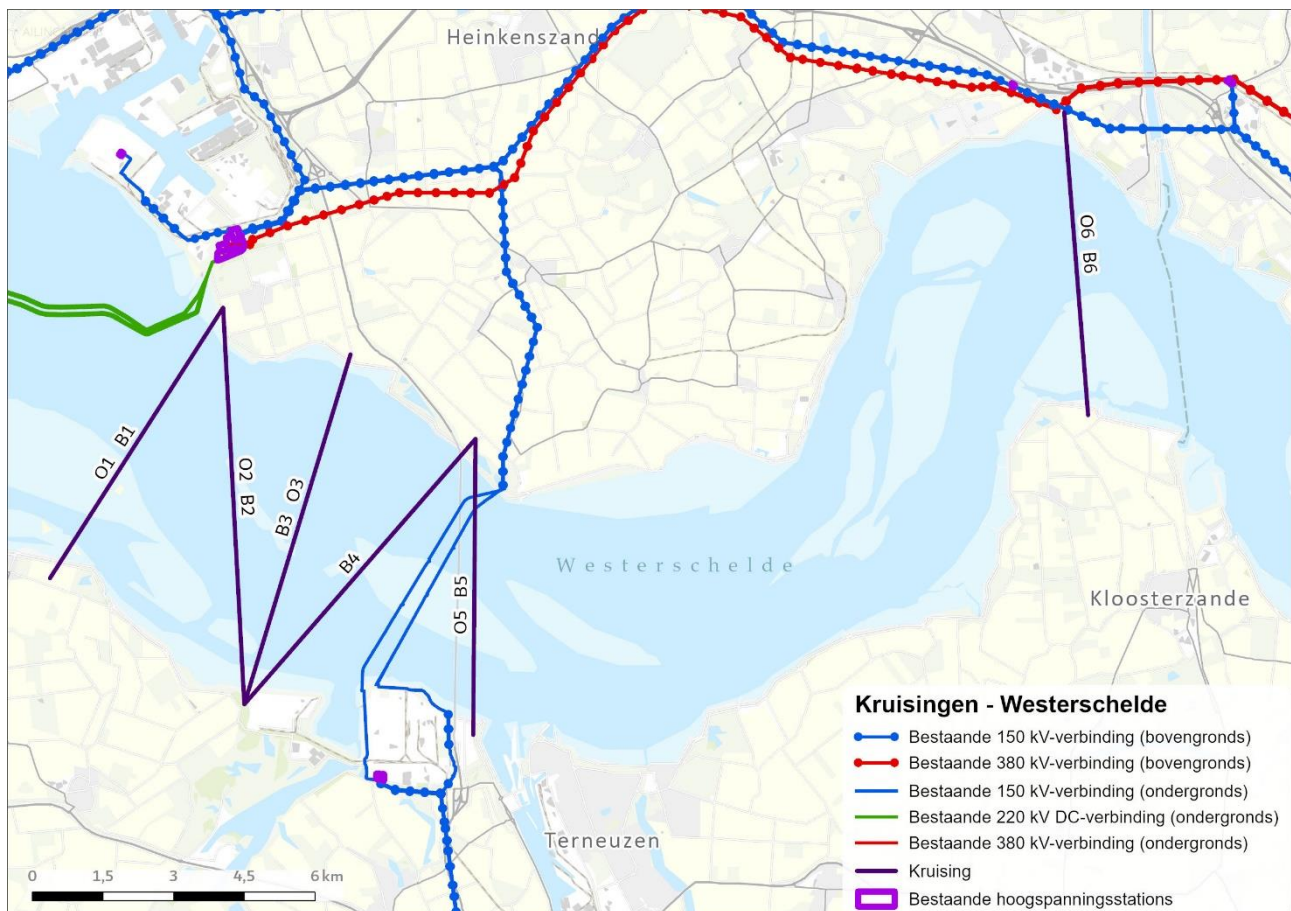 Heinkenszand
O1 B1
O2 B2
B3 O3
B4
O5 B5
O6 B6
Westerschelde
Kloosterzande
Terneuzen
Kruisingen - Westerschelde
Bestaande 150 kV-verbinding (bovengronds)
Bestaande 380 kV-verbinding (bovengronds)
Bestaande 150 kV-verbinding (ondergronds)
Bestaande 220 kV DC-verbinding (ondergronds)
Bestaande 380 kV-verbinding (ondergronds)
Kruising
Bestaande hoogspanningsstations
0 1,5 3 4,5 6 km